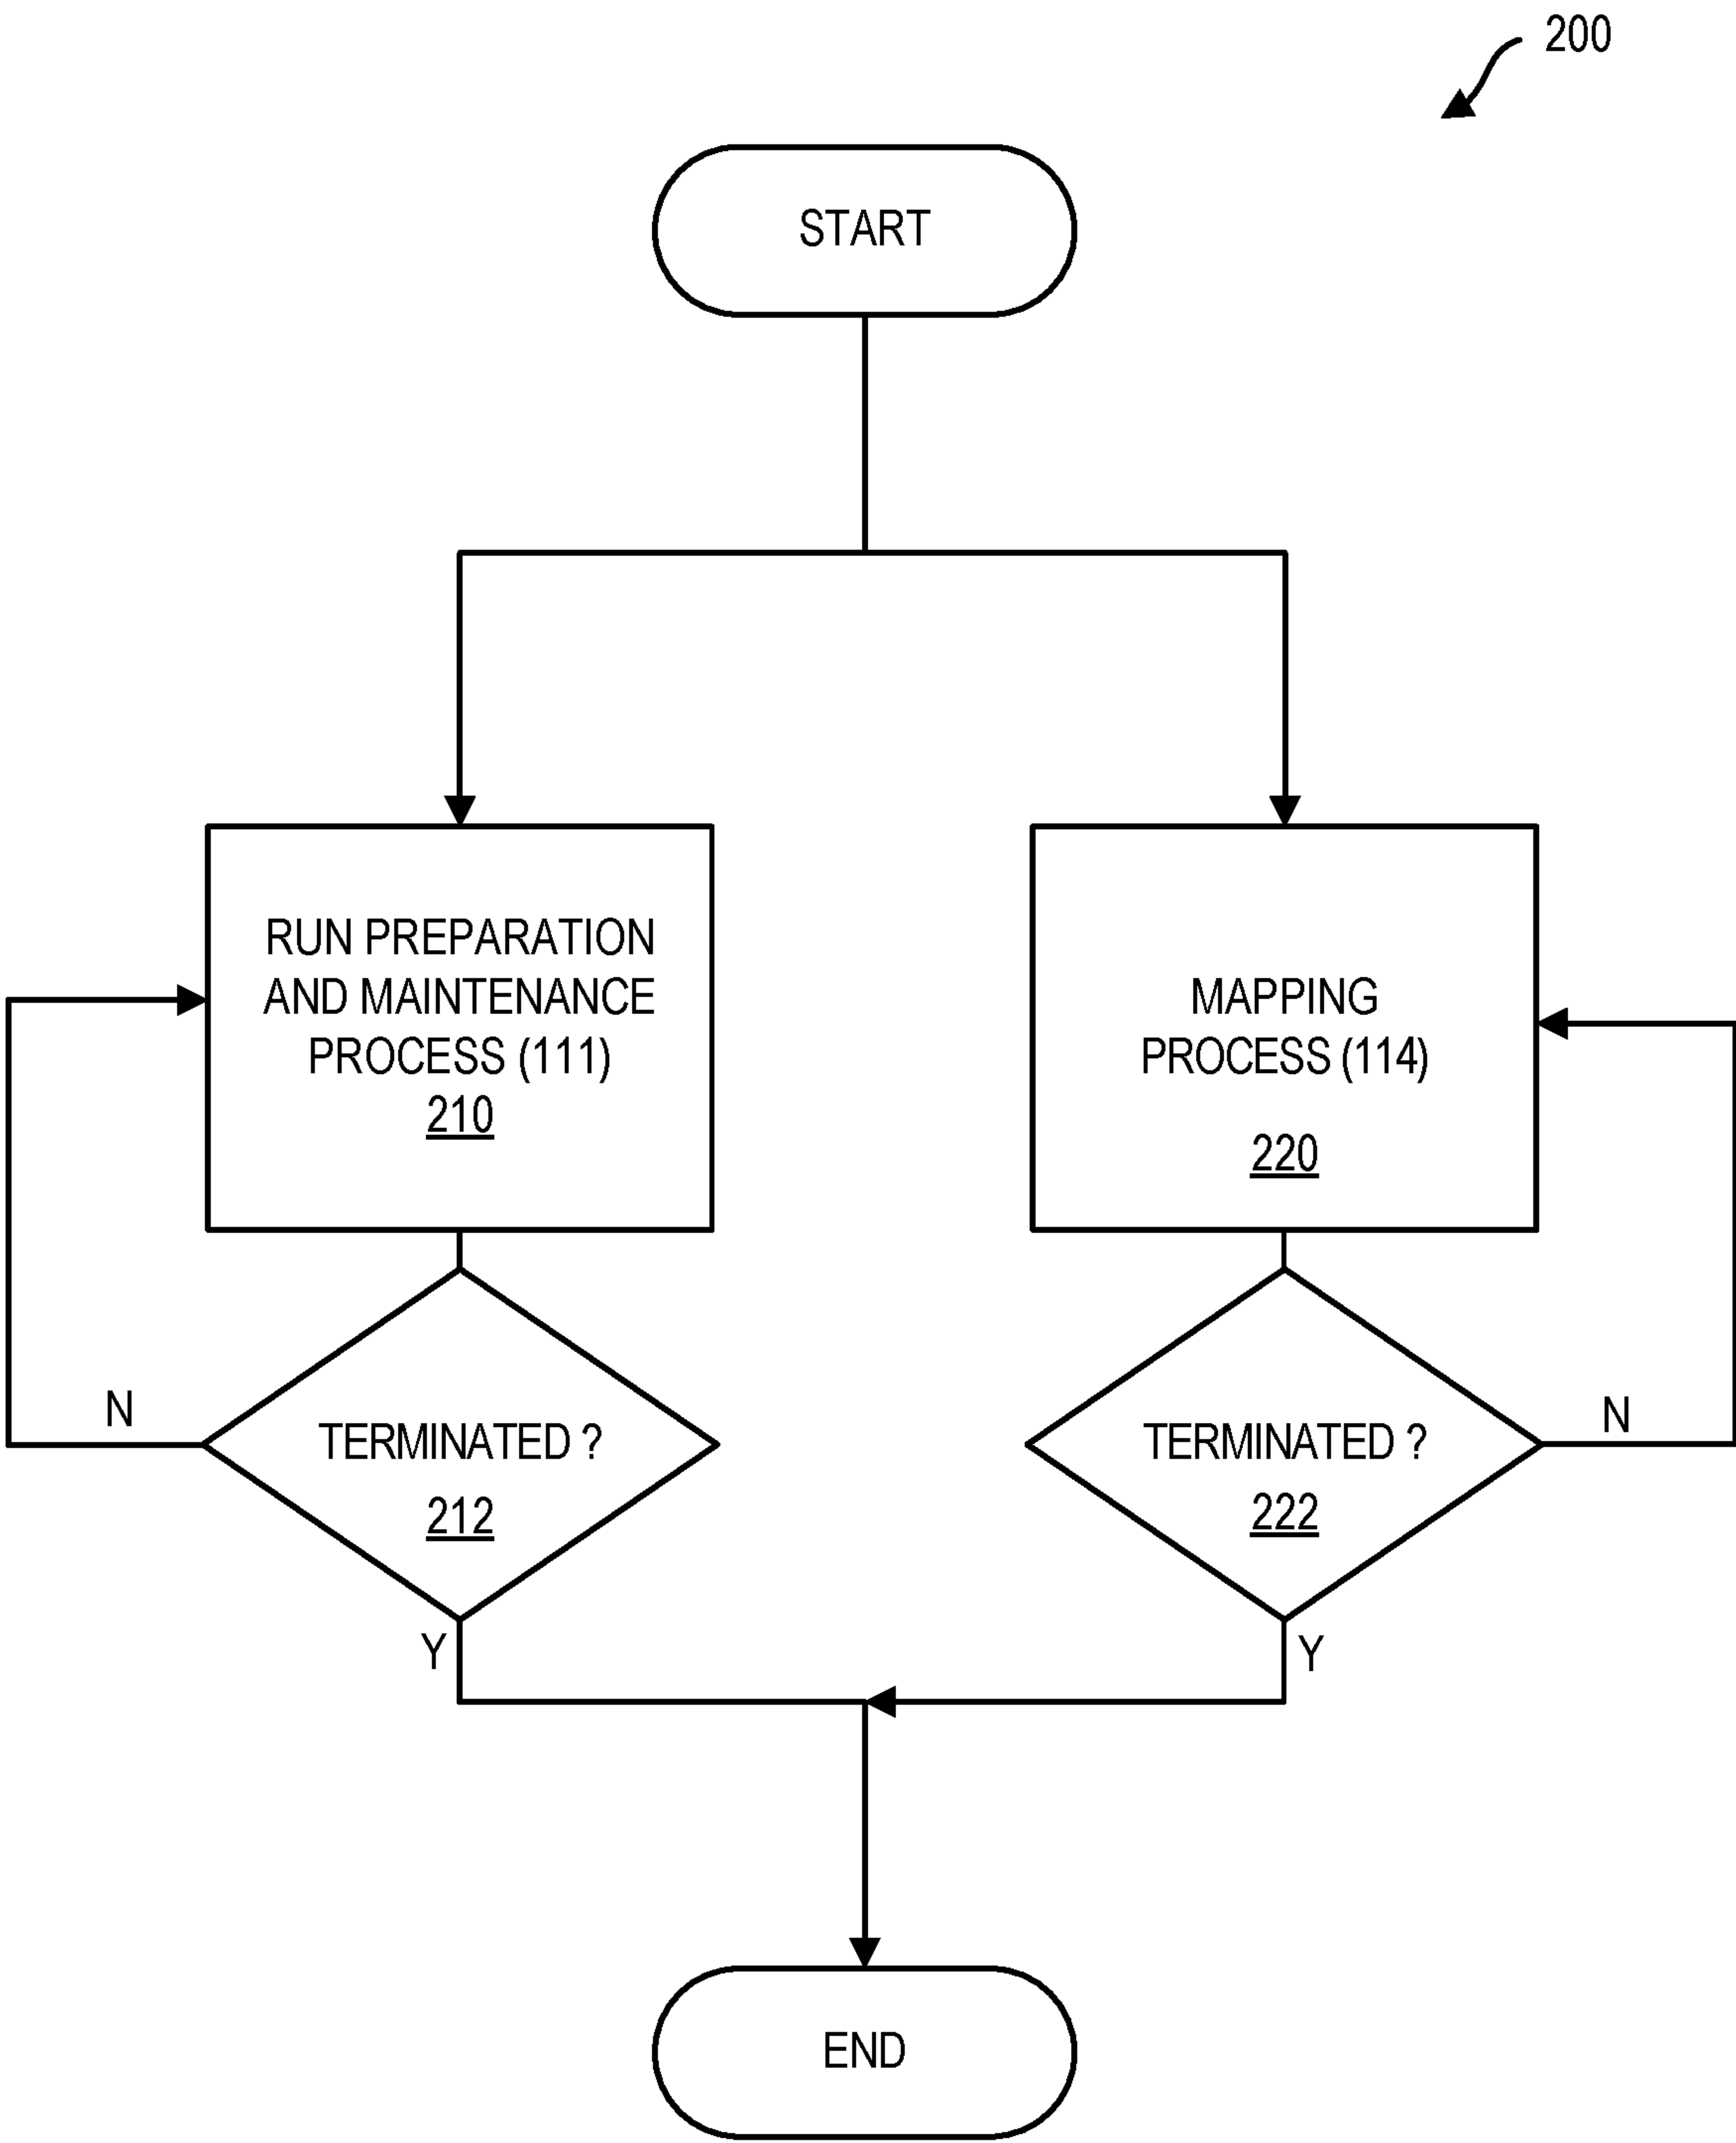 200
START
RUN PREPARATION
AND MAINTENANCE
PROCESS (111)
210
MAPPING
PROCESS (114)
220
N
TERMINATED ?
212
Y
TERMINATED ?
222
N
Y
END